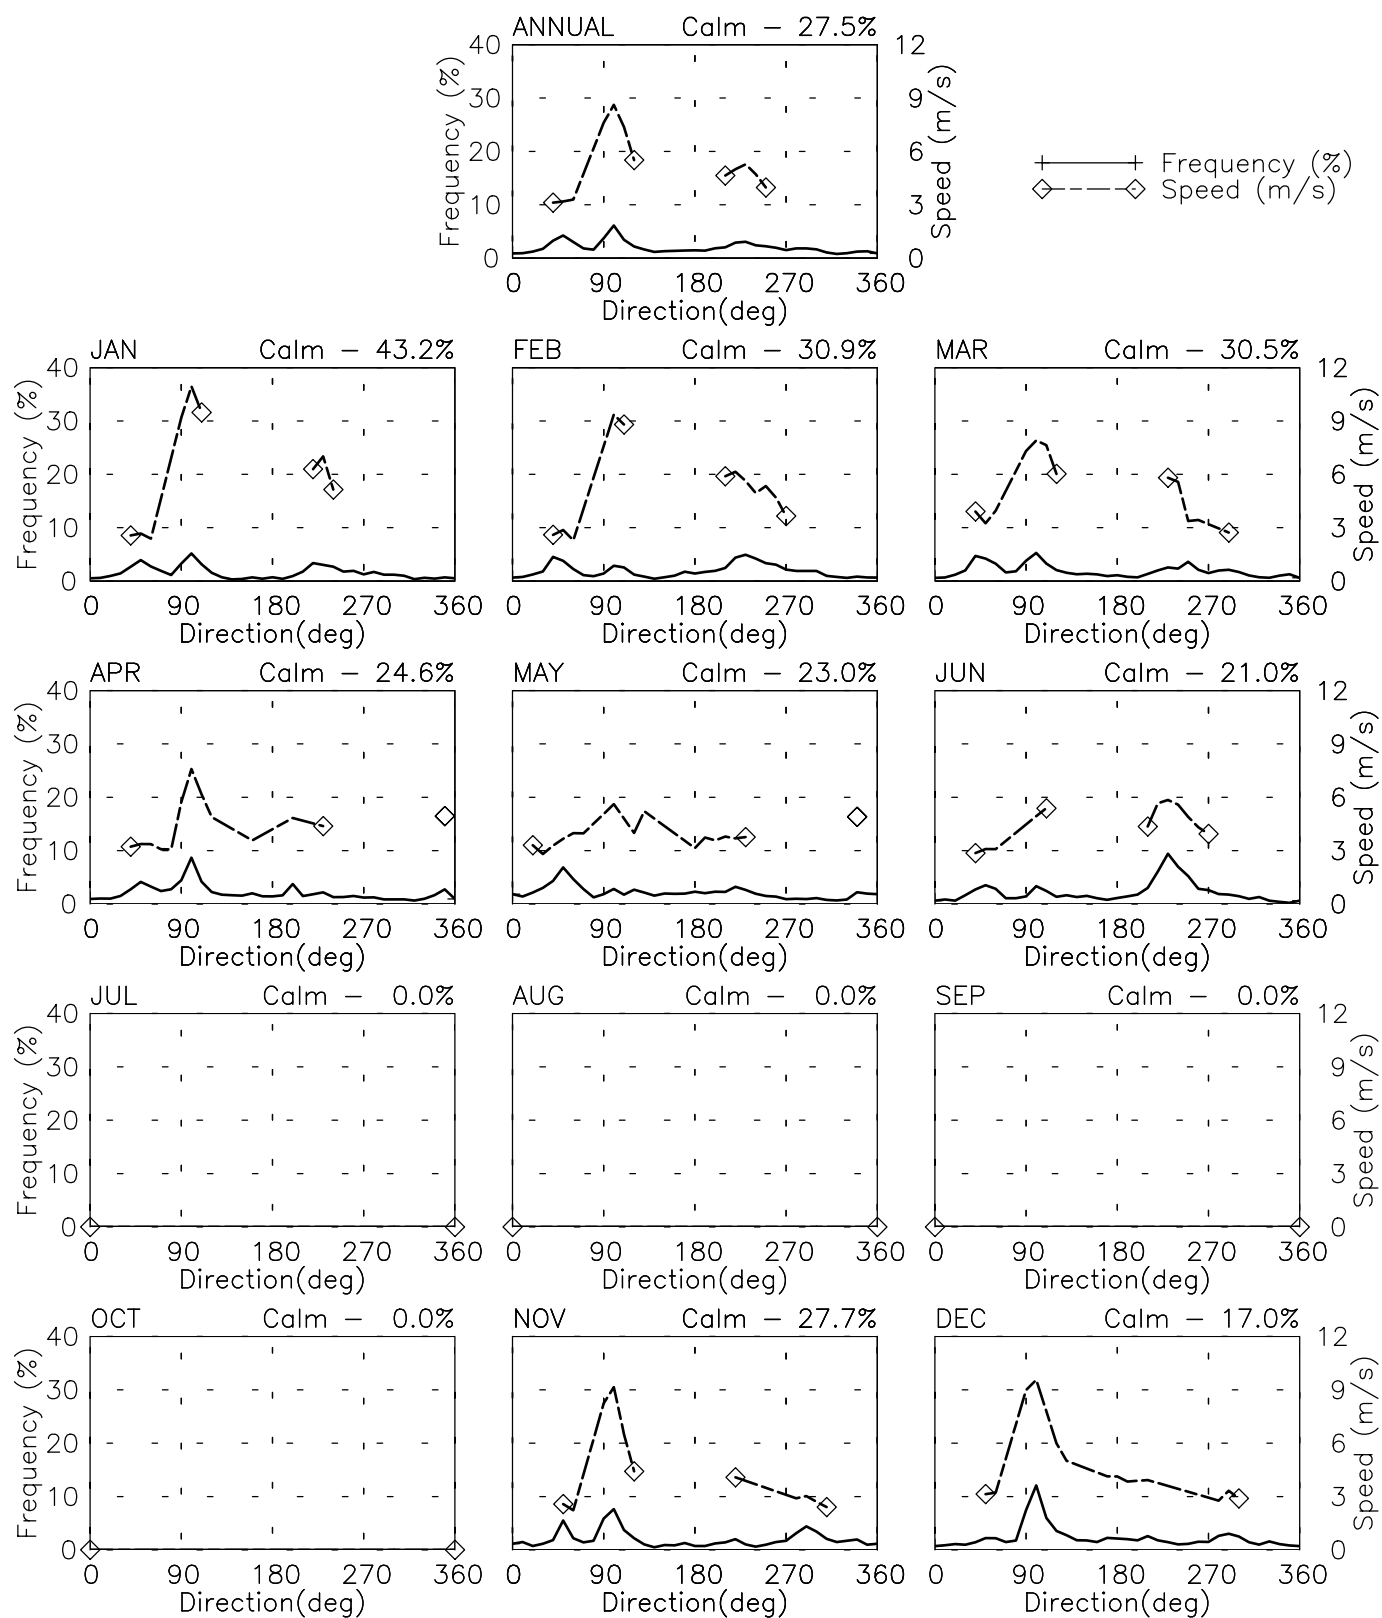 ANNUAL Calm - 27.5%
40 12
30 9
20 6
10 3
0 0
Frequency (%)
Speed (m/s)
0 90 180 270 360
Direction(deg)
Frequency (%)
Speed (m/s)
JAN Calm - 43.2% FEB Calm - 30.9% MAR Calm - 30.5%
40 12
30 9
20 6
10 3
0 0
Frequency (%)
Speed (m/s)
0 90 180 270 360 0 90 180 270 360 0 90 180 270 360
Direction(deg) Direction(deg) Direction(deg)
APR Calm - 24.6% MAY Calm - 23.0% JUN Calm - 21.0%
40 12
30 9
20 6
10 3
0 0
Frequency (%)
Speed (m/s)
0 90 180 270 360 0 90 180 270 360 0 90 180 270 360
Direction(deg) Direction(deg) Direction(deg)
JUL Calm - 0.0% AUG Calm - 0.0% SEP Calm - 0.0%
40 12
30 9
20 6
10 3
0 0
Frequency (%)
Speed (m/s)
0 90 180 270 360 0 90 180 270 360 0 90 180 270 360
Direction(deg) Direction(deg) Direction(deg)
OCT Calm - 0.0% NOV Calm - 27.7% DEC Calm - 17.0%
40 12
30 9
20 6
10 3
0 0
Frequency (%)
Speed (m/s)
0 90 180 270 360 0 90 180 270 360 0 90 180 270 360
Direction(deg) Direction(deg) Direction(deg)